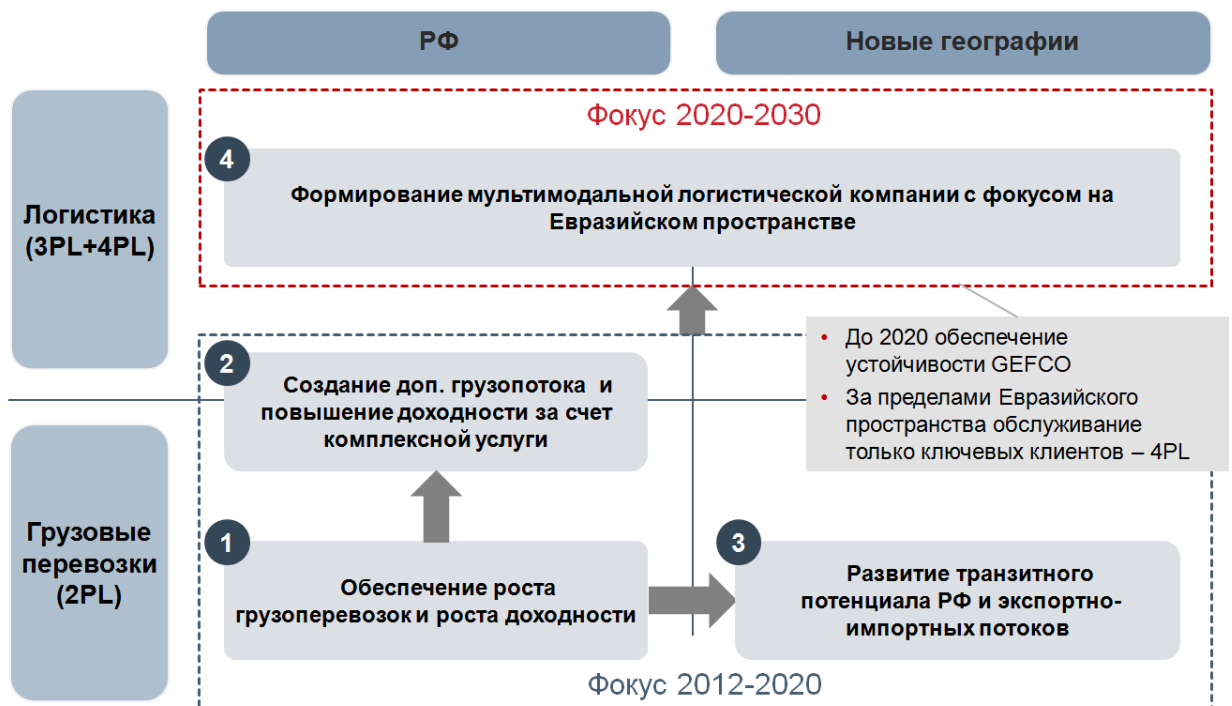 РФ
Новые географии
Логистика
(3PL+4PL)
Фокус 2020-2030
4
Формирование мультимодальной логистической компании с фокусом на
Евразийском пространстве
• До 2020 обеспечение
устойчивости GEFCO
• За пределами Евразийского
пространства обслуживание
только ключевых клиентов – 4PL
2
Создание доп. грузопотока и
повышение доходности за счет
комплексной услуги
Грузовые
перевозки
(2PL)
1
Обеспечение роста
грузоперевозок и роста доходности
3
Развитие транзитного
потенциала РФ и экспортно-
импортных потоков
Фокус 2012-2020